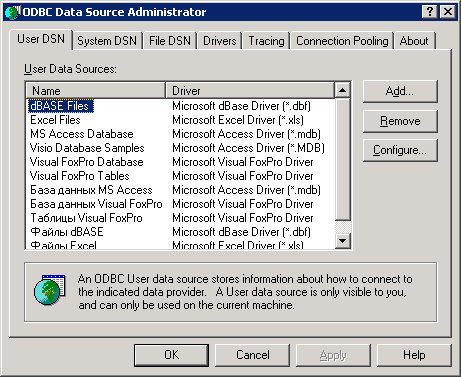 ODBC Data Source Administrator
User DSN System DSN File DSN Drivers Tracing Connection Pooling About
User Data Sources:
Name Driver
dBASE Files Microsoft dBase Driver (*.dbf)
Excel Files Microsoft Excel Driver (*.xls)
MS Access Database Microsoft Access Driver (*.mdb)
Visio Database Samples Microsoft Access Driver (*.MDB)
Visual FoxPro Database Microsoft Visual FoxPro Driver
Visual FoxPro Tables Microsoft Visual FoxPro Driver
База данных MS Access Microsoft Access Driver (*.mdb)
База данных Visual FoxPro Microsoft Visual FoxPro Driver
Таблицы Visual FoxPro Microsoft Visual FoxPro Driver
Файлы dBASE Microsoft dBase Driver (*.dbf)
Файлы Excel Microsoft Excel Driver (*.xls)
Add...
Remove
Configure...
An ODBC User data source stores information about how to connect to
the indicated data provider. A User data source is only visible to you,
and can only be used on the current machine.
OK Cancel Apply Help